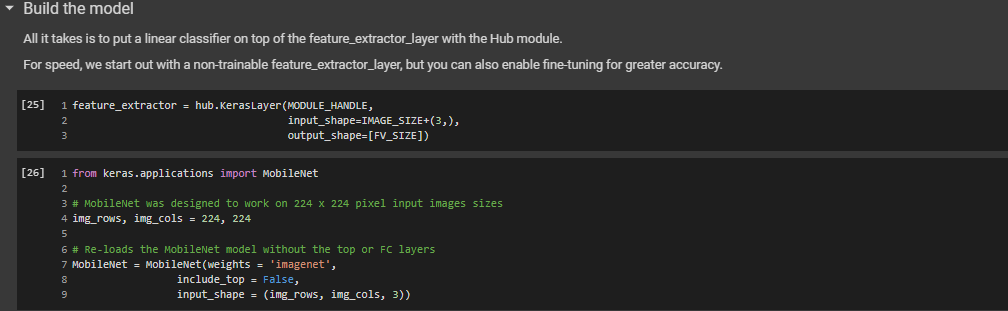 Build the model
All it takes is to put a linear classifier on top of the feature_extractor_layer with the Hub module.
For speed, we start out with a non-trainable feature_extractor_layer, but you can also enable fine-tuning for greater accuracy.
[25] 1 feature_extractor = hub.KerasLayer(MODULE_HANDLE,
2 input_shape=IMAGE_SIZE+(3,),
3 output_shape=[FV_SIZE])
[26] 1 from keras.applications import MobileNet
2
3 # MobileNet was designed to work on 224 x 224 pixel input images sizes
4 img_rows, img_cols = 224, 224
5
6 # Re-loads the MobileNet model without the top or FC layers
7 MobileNet = MobileNet(weights = 'imagenet',
8 include_top = False,
9 input_shape = (img_rows, img_cols, 3))